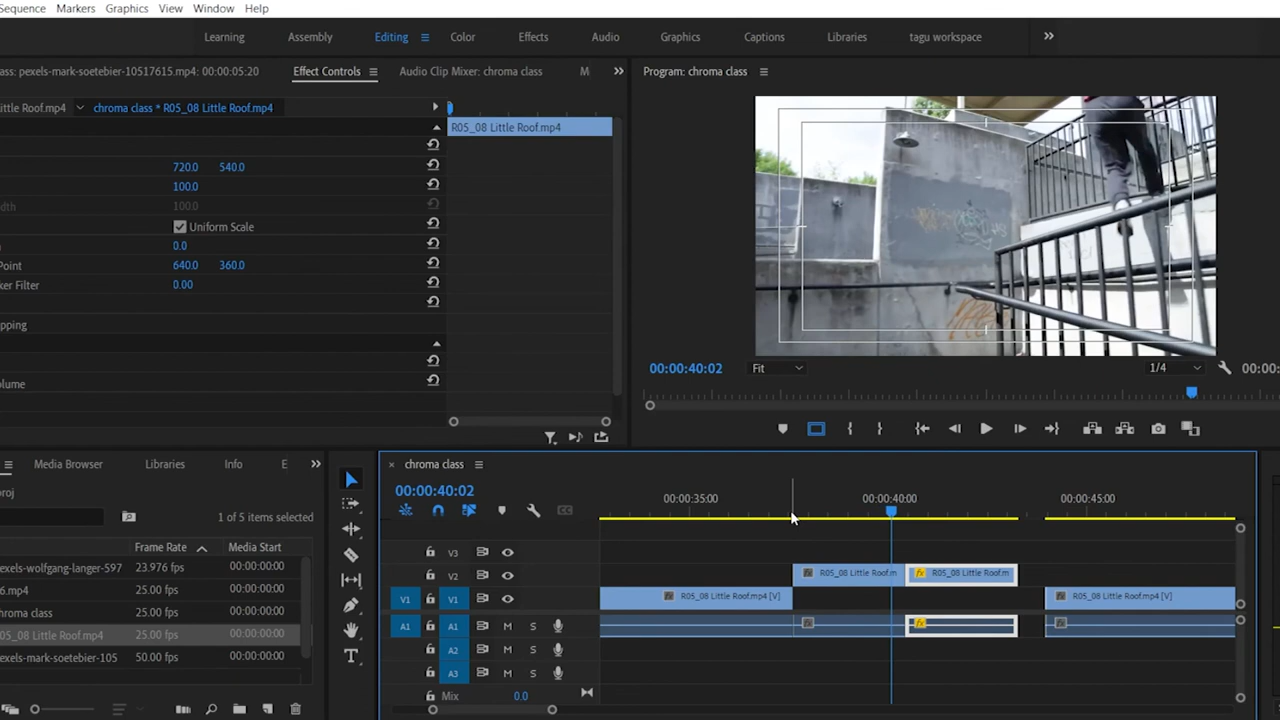 Sequence Markers Graphics View Window Help
Learning Assembly Editing Color Effects Audio Graphics Captions Libraries tagu workspace
ass: pexels-mark-soetebier-10517615.mp4: 00:00:05:20 Effect Controls Audio Clip Mixer: chroma class M
Program: chroma class
ittle Roof.mp4 chroma class * R05_08 Little Roof.mp4
R05_08 Little Roof.mp4
720.0 540.0
100.0
dth 100.0
Uniform Scale
0.0
Point 640.0 360.0
ker Filter 0.00
pping
olume
00:00:40:02 Fit 1/4 00:00:
Media Browser Libraries Info E
roj
1 of 5 items selected
Frame Rate Media Start
exels-wolfgang-langer-597 23.976 fps 00:00:00:00
6.mp4 25.00 fps 00:00:00:00
hroma class 25.00 fps 00:00:00:00
05_08 Little Roof.mp4 25.00 fps 00:00:00:00
exels-mark-soetebier-105 50.00 fps 00:00:00:00
× chroma class
00:00:40:02
00:00:35:00 00:00:40:00 00:00:45:00
V3
V2 fx R05_08 Little Roof.m fx R05_08 Little Roof.m
V1 V1 fx R05_08 Little Roof.mp4 [V] fx R05_08 Little Roof.mp4 [V]
A1 A1 M S fx fx fx
A2 M S
A3 M S
Mix 0.0